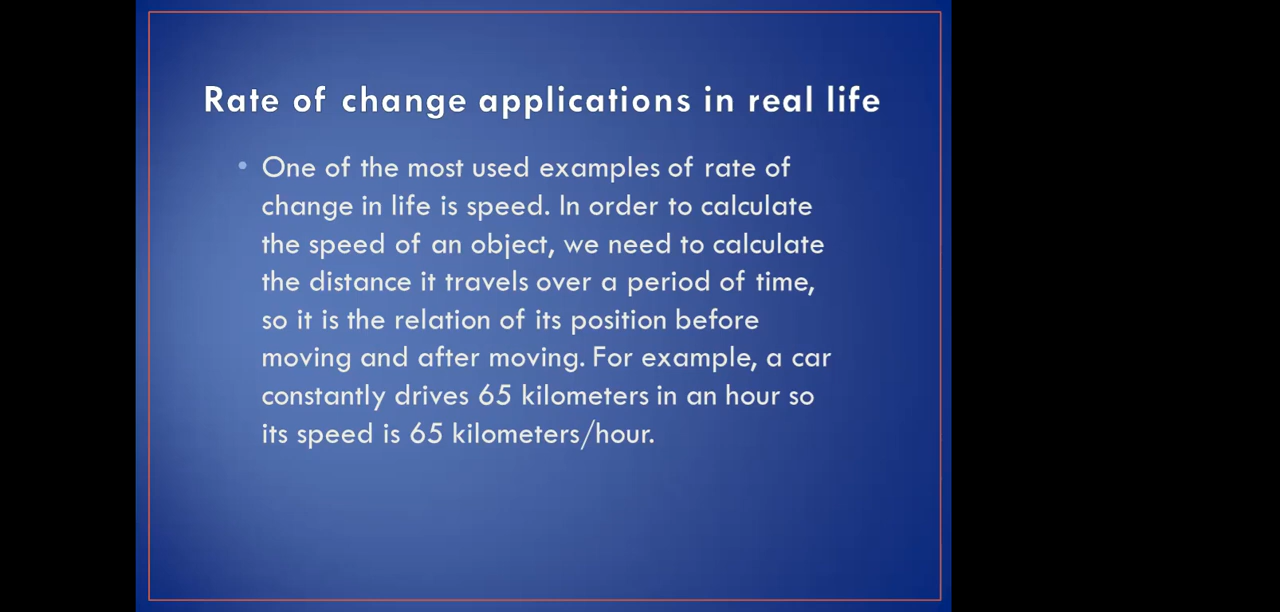 Rate of change applications in real life
• One of the most used examples of rate of
change in life is speed. In order to calculate
the speed of an object, we need to calculate
the distance it travels over a period of time,
so it is the relation of its position before
moving and after moving. For example, a car
constantly drives 65 kilometers in an hour so
its speed is 65 kilometers/hour.